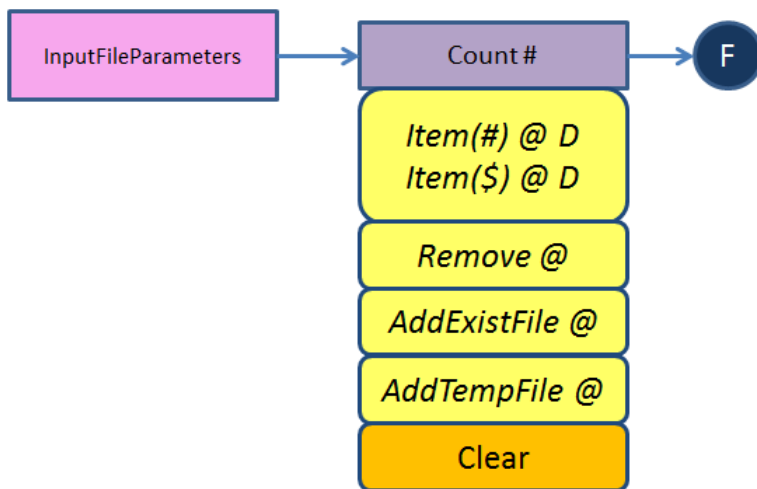 InputFileParameters
Count #
F
Item(#) @ D
Item($) @ D
Remove @
AddExistFile @
AddTempFile @
Clear